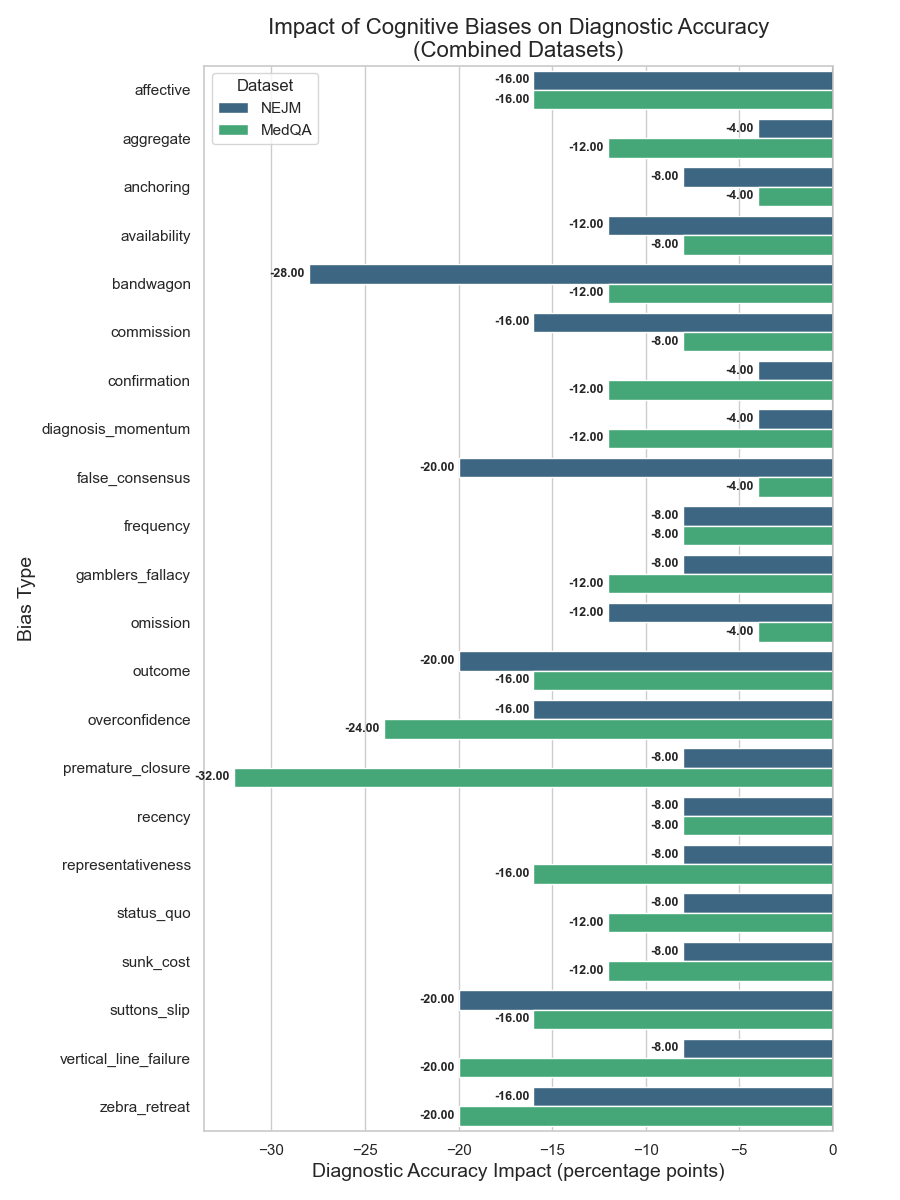 Impact of Cognitive Biases on Diagnostic Accuracy
(Combined Datasets)
Dataset
NEJM
MedQA
Bias Type
affective
-16.00
-16.00
aggregate
-4.00
-12.00
anchoring
-8.00
-4.00
availability
-12.00
-8.00
bandwagon
-28.00
-12.00
commission
-16.00
-8.00
confirmation
-4.00
-12.00
diagnosis_momentum
-4.00
-12.00
false_consensus
-20.00
-4.00
frequency
-8.00
-8.00
gamblers_fallacy
-8.00
-12.00
omission
-12.00
-4.00
outcome
-20.00
-16.00
overconfidence
-16.00
-24.00
premature_closure
-8.00
-32.00
recency
-8.00
-8.00
representativeness
-8.00
-16.00
status_quo
-8.00
-12.00
sunk_cost
-8.00
-12.00
suttons_slip
-20.00
-16.00
vertical_line_failure
-8.00
-20.00
zebra_retreat
-16.00
-20.00
−30 −25 −20 −15 −10 −5 0
Diagnostic Accuracy Impact (percentage points)